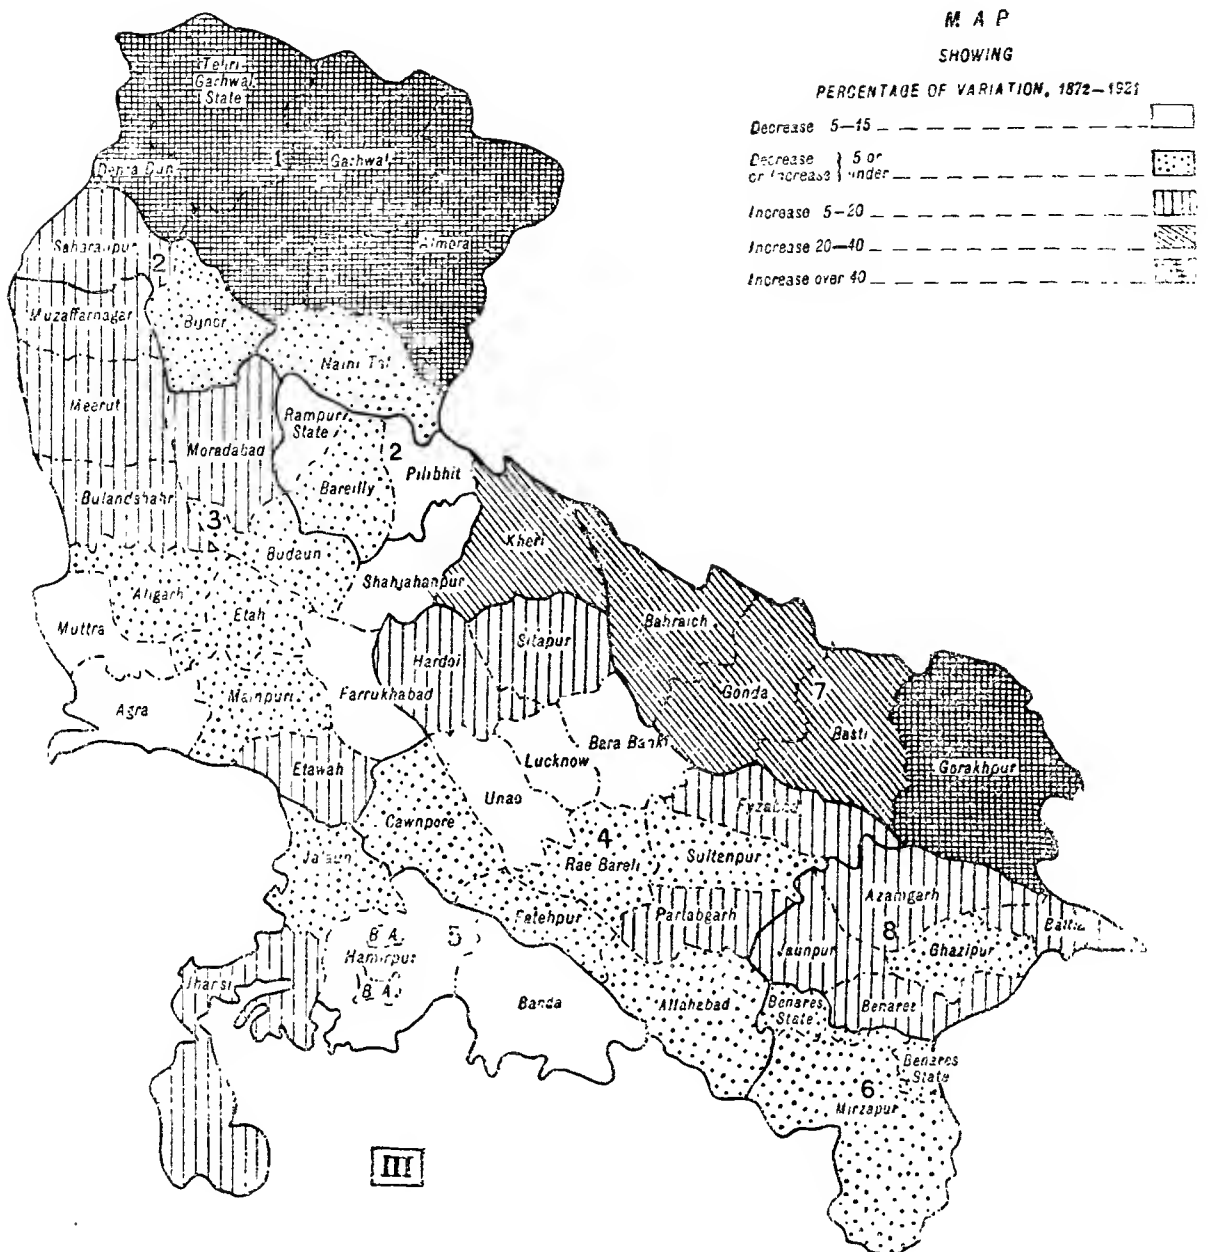 MAP
SHOWING
PERCENTAGE OF VARIATION, 1872—1921
Decrease 5—15
Decrease or Increase } 5 or under
Increase 5—20
Increase 20—40
Increase over 40
Tehri
Garhwal
State
1
Garhwal
Dehra Dun
Almora
Saharanpur
2
Muzaffarnagar
Bijnor
Naini Tal
Meerut
Rampur
State
Moradabad
2
Pilibhit
Bareilly
Bulandshahr
3
Budaun
Kheri
Shahjahanpur
Aligarh
Etah
Muttra
Bahraich
Sitapur
Hardoi
Mainpuri
Farrukhabad
Agra
Gonda
7
Basti
Bara Banki
Lucknow
Gorakhpur
Etawah
Unao
Fyzabad
Cawnpore
4
Rae Bareli
Sultanpur
Jalaun
Azamgarh
Fatehpur
Partabgarh
Ballia
B A
5
8
Hamirpur
Jaunpur
Ghazipur
Jhansi
B A
Banda
Allahabad
Benares
State
Benares
Benares
State
6
Mirzapur
III